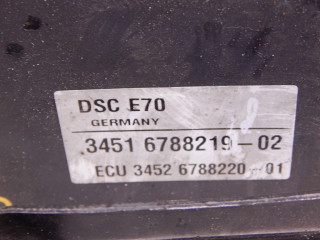 DSC E70
GERMANY
.3451 6788219-02
ECU 3452 6788220-01